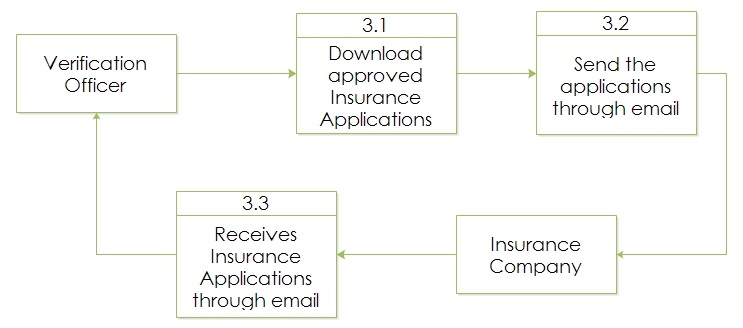 Verification
Officer
3.1
Download
approved
Insurance
Applications
3.2
Send the
applications
through email
3.3
Receives
Insurance
Applications
through email
Insurance
Company